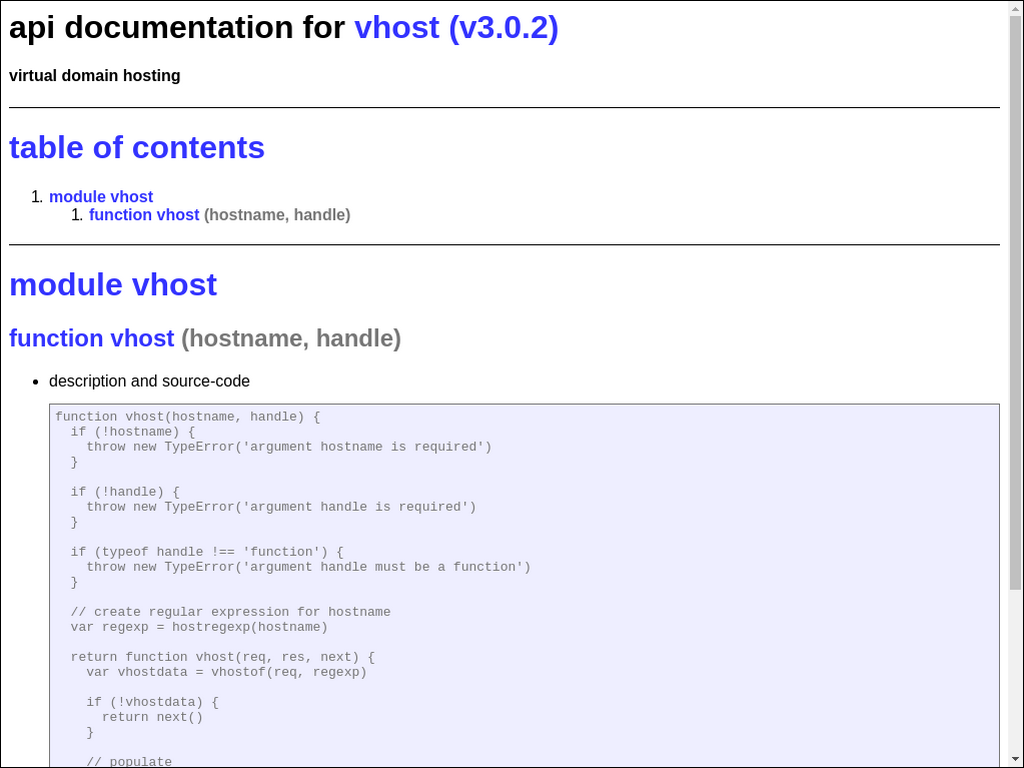 api documentation for vhost (v3.0.2)
virtual domain hosting
table of contents
1. module vhost
1. function vhost (hostname, handle)
module vhost
function vhost (hostname, handle)
• description and source-code
function vhost(hostname, handle) {
  if (!hostname) {
    throw new TypeError('argument hostname is required')
  }

  if (!handle) {
    throw new TypeError('argument handle is required')
  }

  if (typeof handle !== 'function') {
    throw new TypeError('argument handle must be a function')
  }

  // create regular expression for hostname
  var regexp = hostregexp(hostname)

  return function vhost(req, res, next) {
    var vhostdata = vhostof(req, regexp)

    if (!vhostdata) {
      return next()
    }

    // populate